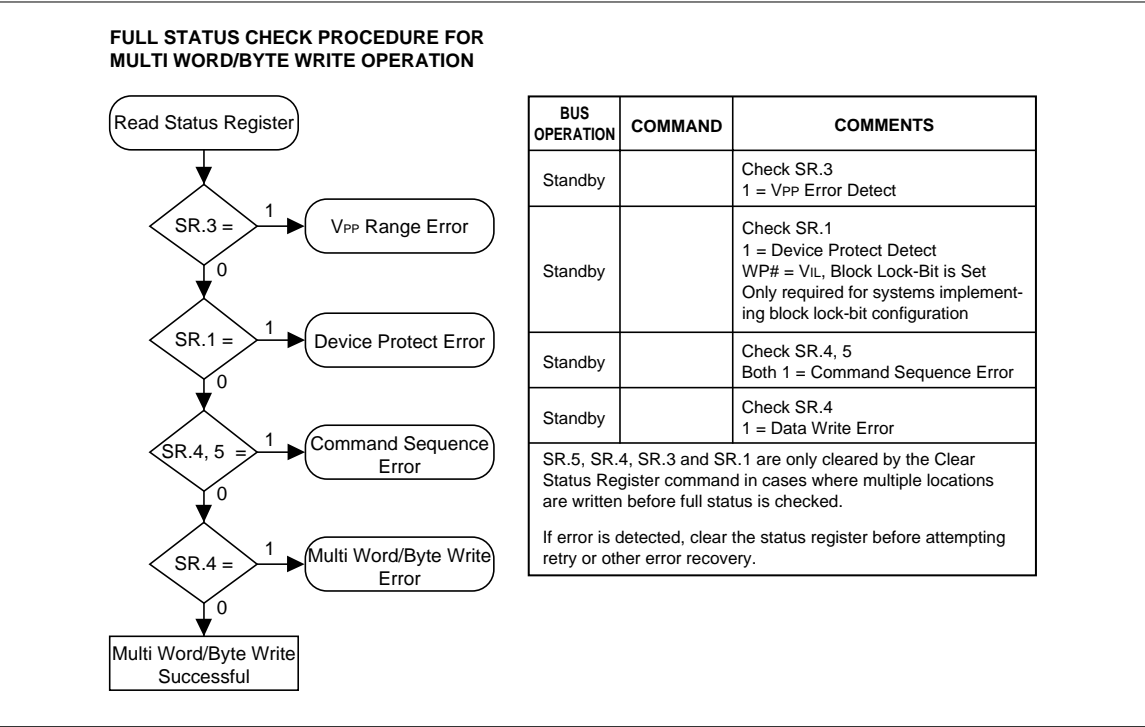 FULL STATUS CHECK PROCEDURE FOR
MULTI WORD/BYTE WRITE OPERATION
Read Status Register
SR.3 =
1
VPP Range Error
0
SR.1 =
1
Device Protect Error
0
SR.4, 5 =
1
Command Sequence
Error
0
SR.4 =
1
Multi Word/Byte Write
Error
0
Multi Word/Byte Write
Successful
BUS
OPERATION
COMMAND
COMMENTS
Standby
Check SR.3
1 = VPP Error Detect
Standby
Check SR.1
1 = Device Protect Detect
WP# = VIL, Block Lock-Bit is Set
Only required for systems implement-
ing block lock-bit configuration
Standby
Check SR.4, 5
Both 1 = Command Sequence Error
Standby
Check SR.4
1 = Data Write Error
SR.5, SR.4, SR.3 and SR.1 are only cleared by the Clear
Status Register command in cases where multiple locations
are written before full status is checked.
If error is detected, clear the status register before attempting
retry or other error recovery.